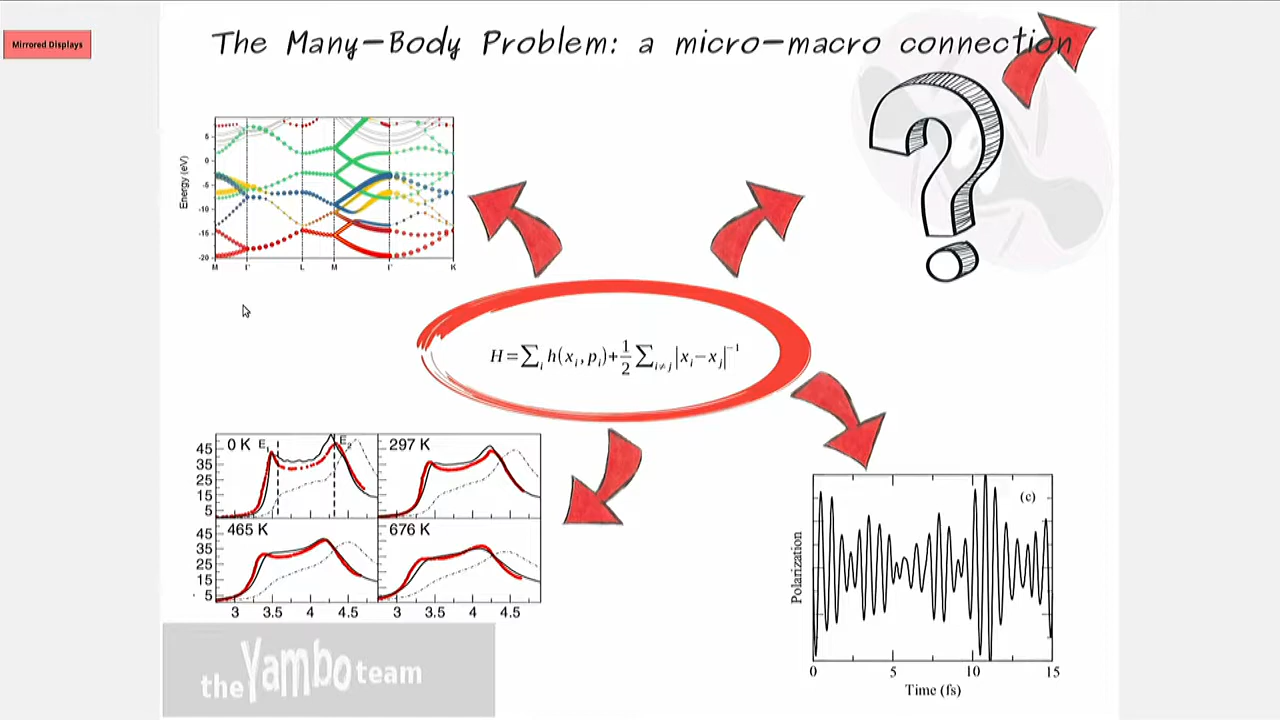 Mirrored Displays
The Many-Body Problem: a micro-macro connection
Energy (eV)
5
0
-5
-10
-15
-20
M Γ L M Γ K
H=∑i h(xi, pi)+1/2 ∑i≠j |xi−xj|^−1
0 K E1 E2
297 K
45
35
25
15
5
465 K
676 K
45
35
25
15
5
3 3.5 4 4.5 3 3.5 4 4.5
(c)
Polarization
0 5 10 15
Time (fs)
the Yambo team